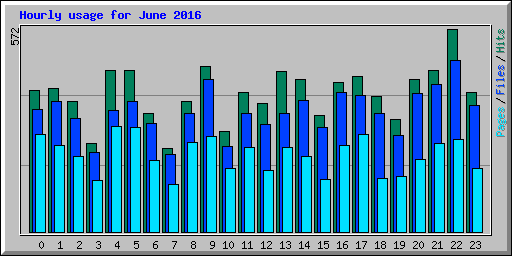 Hourly usage for June 2016
572
Pages / Files / Hits
0 1 2 3 4 5 6 7 8 9 10 11 12 13 14 15 16 17 18 19 20 21 22 23